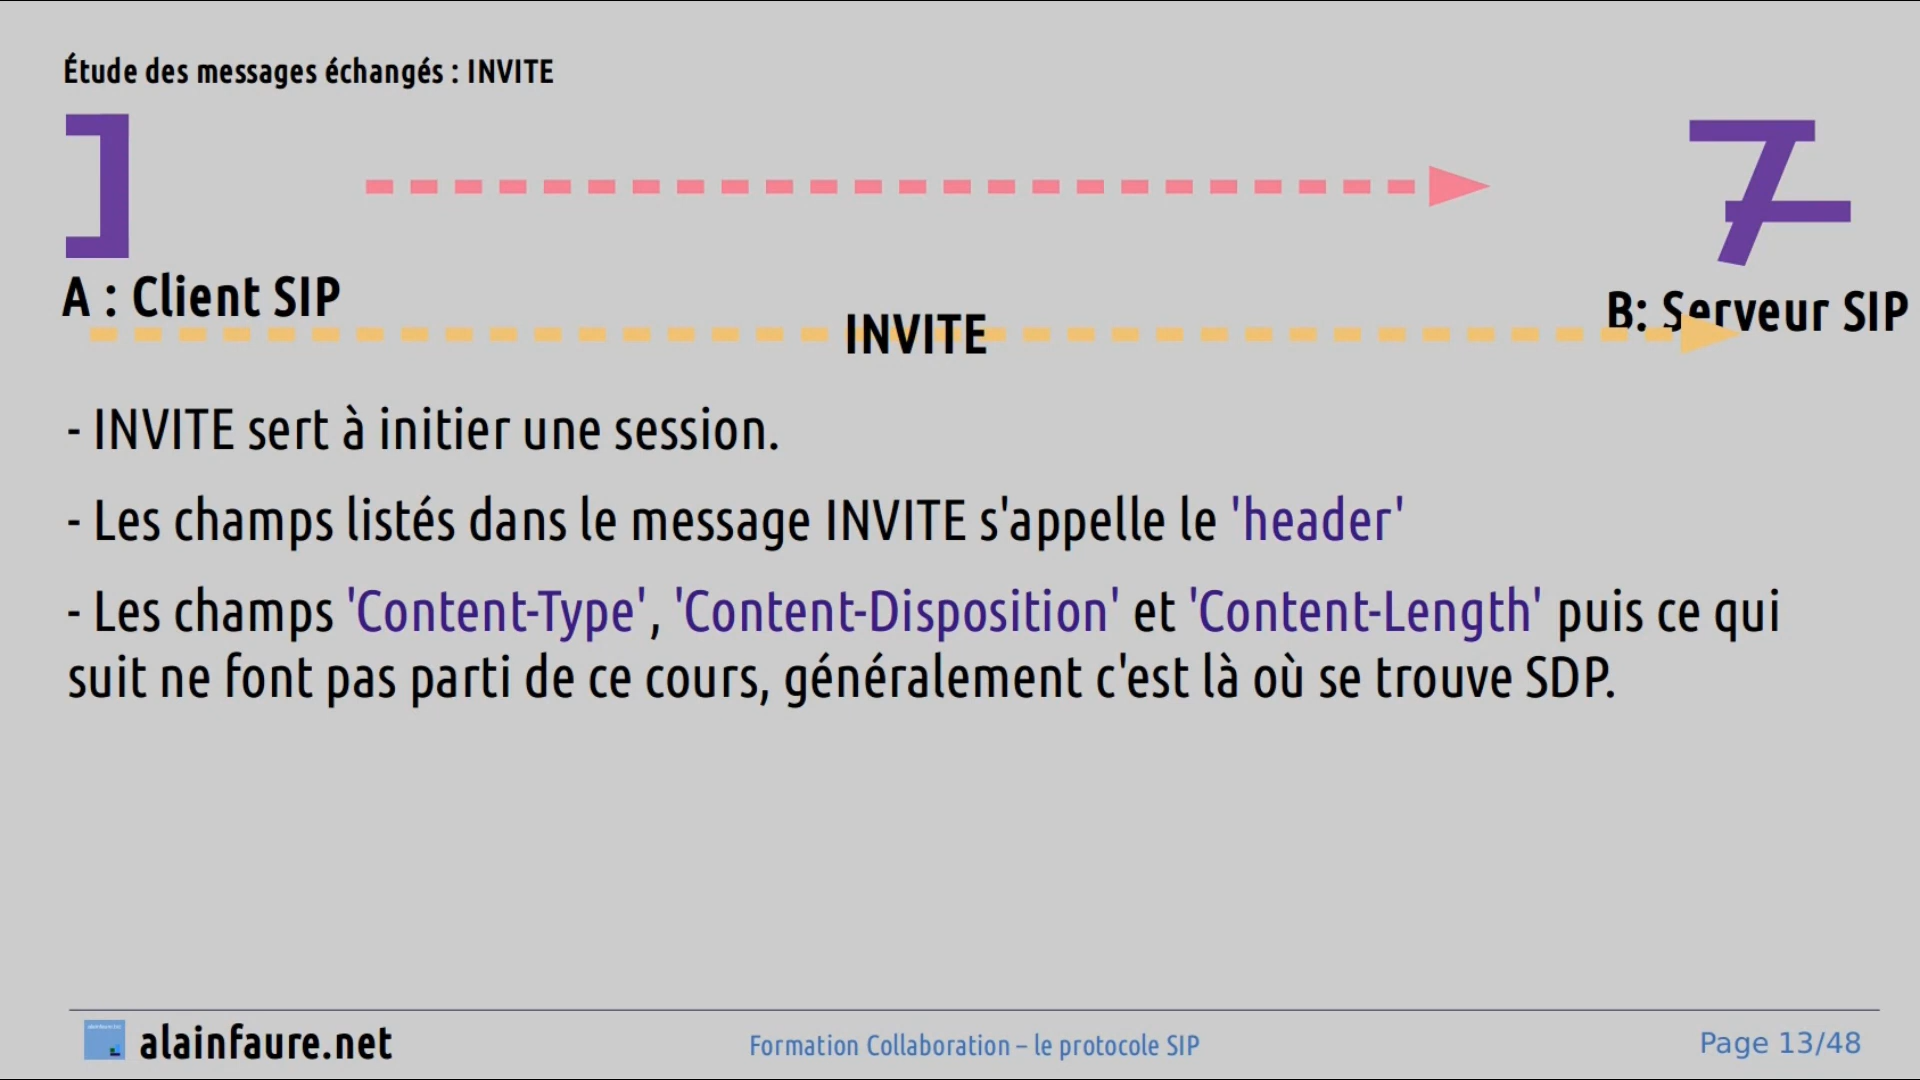 Étude des messages échangés : INVITE
A : Client SIP
B: Serveur SIP
INVITE
- INVITE sert à initier une session.
- Les champs listés dans le message INVITE s'appelle le 'header'
- Les champs 'Content-Type', 'Content-Disposition' et 'Content-Length' puis ce qui
suit ne font pas parti de ce cours, généralement c'est là où se trouve SDP.
alainfaure.net
Formation Collaboration – le protocole SIP
Page 13/48